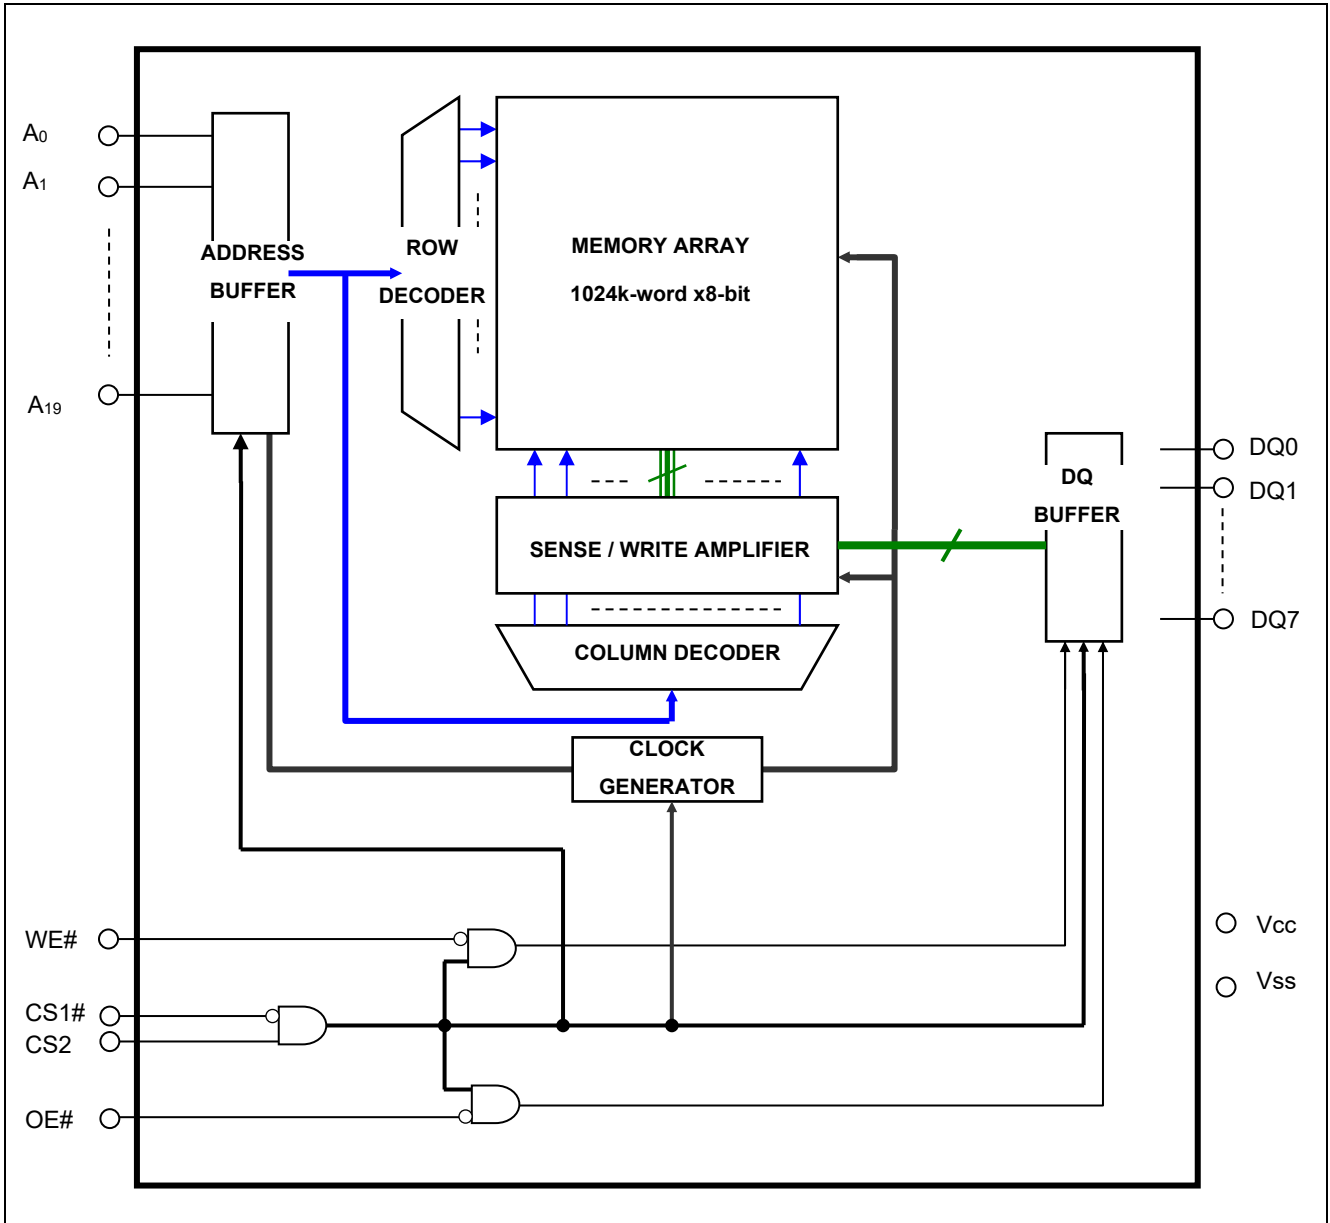 A0
A1
A19
ADDRESS
BUFFER
ROW
DECODER
MEMORY ARRAY
1024k-word x8-bit
SENSE / WRITE AMPLIFIER
COLUMN DECODER
CLOCK
GENERATOR
DQ
BUFFER
DQ0
DQ1
DQ7
WE#
CS1#
CS2
OE#
Vcc
Vss